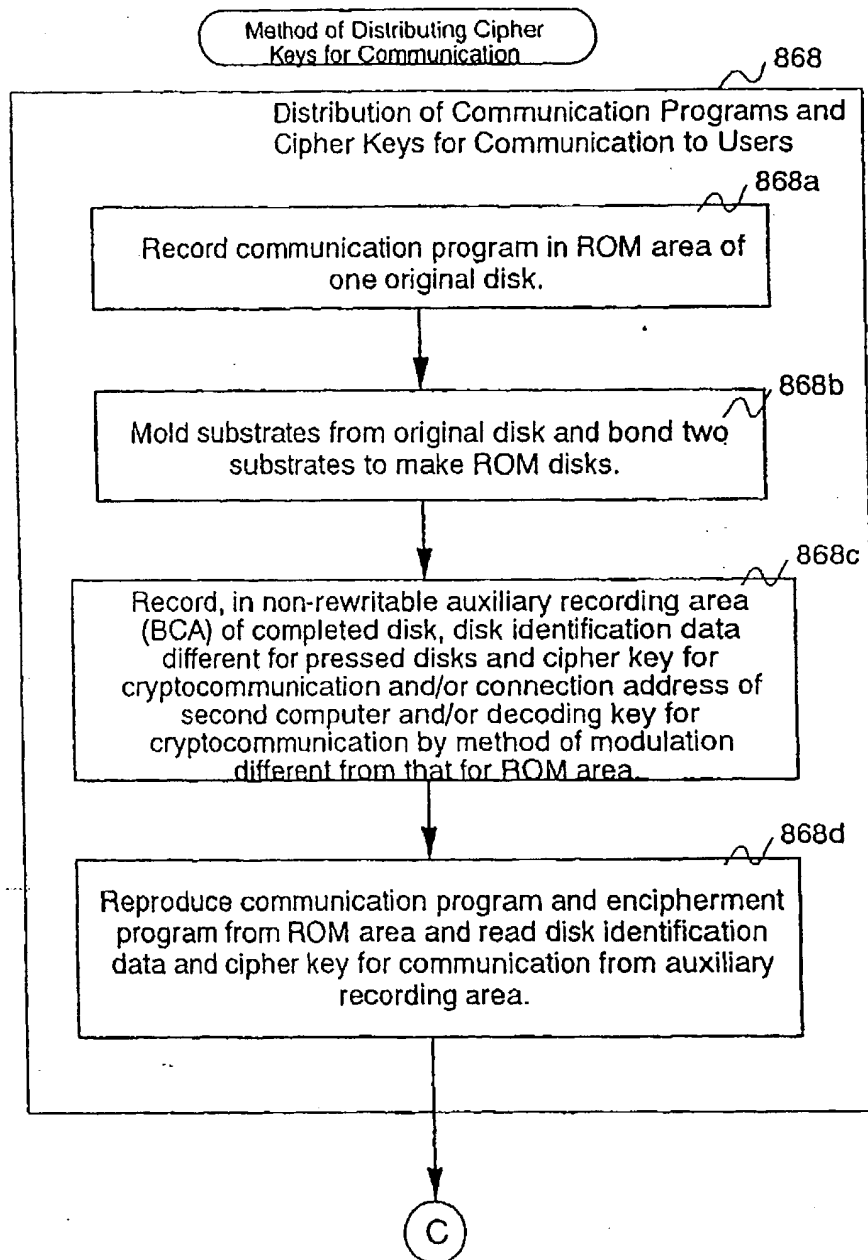 Method of Distributing Cipher
Keys for Communication
868
Distribution of Communication Programs and
Cipher Keys for Communication to Users
868a
Record communication program in ROM area of
one original disk.
868b
Mold substrates from original disk and bond two
substrates to make ROM disks.
868c
Record, in non-rewritable auxiliary recording area
(BCA) of completed disk, disk identification data
different for pressed disks and cipher key for
cryptocommunication and/or connection address of
second computer and/or decoding key for
cryptocommunication by method of modulation
different from that for ROM area.
868d
Reproduce communication program and encipherment
program from ROM area and read disk identification
data and cipher key for communication from auxiliary
recording area.
C